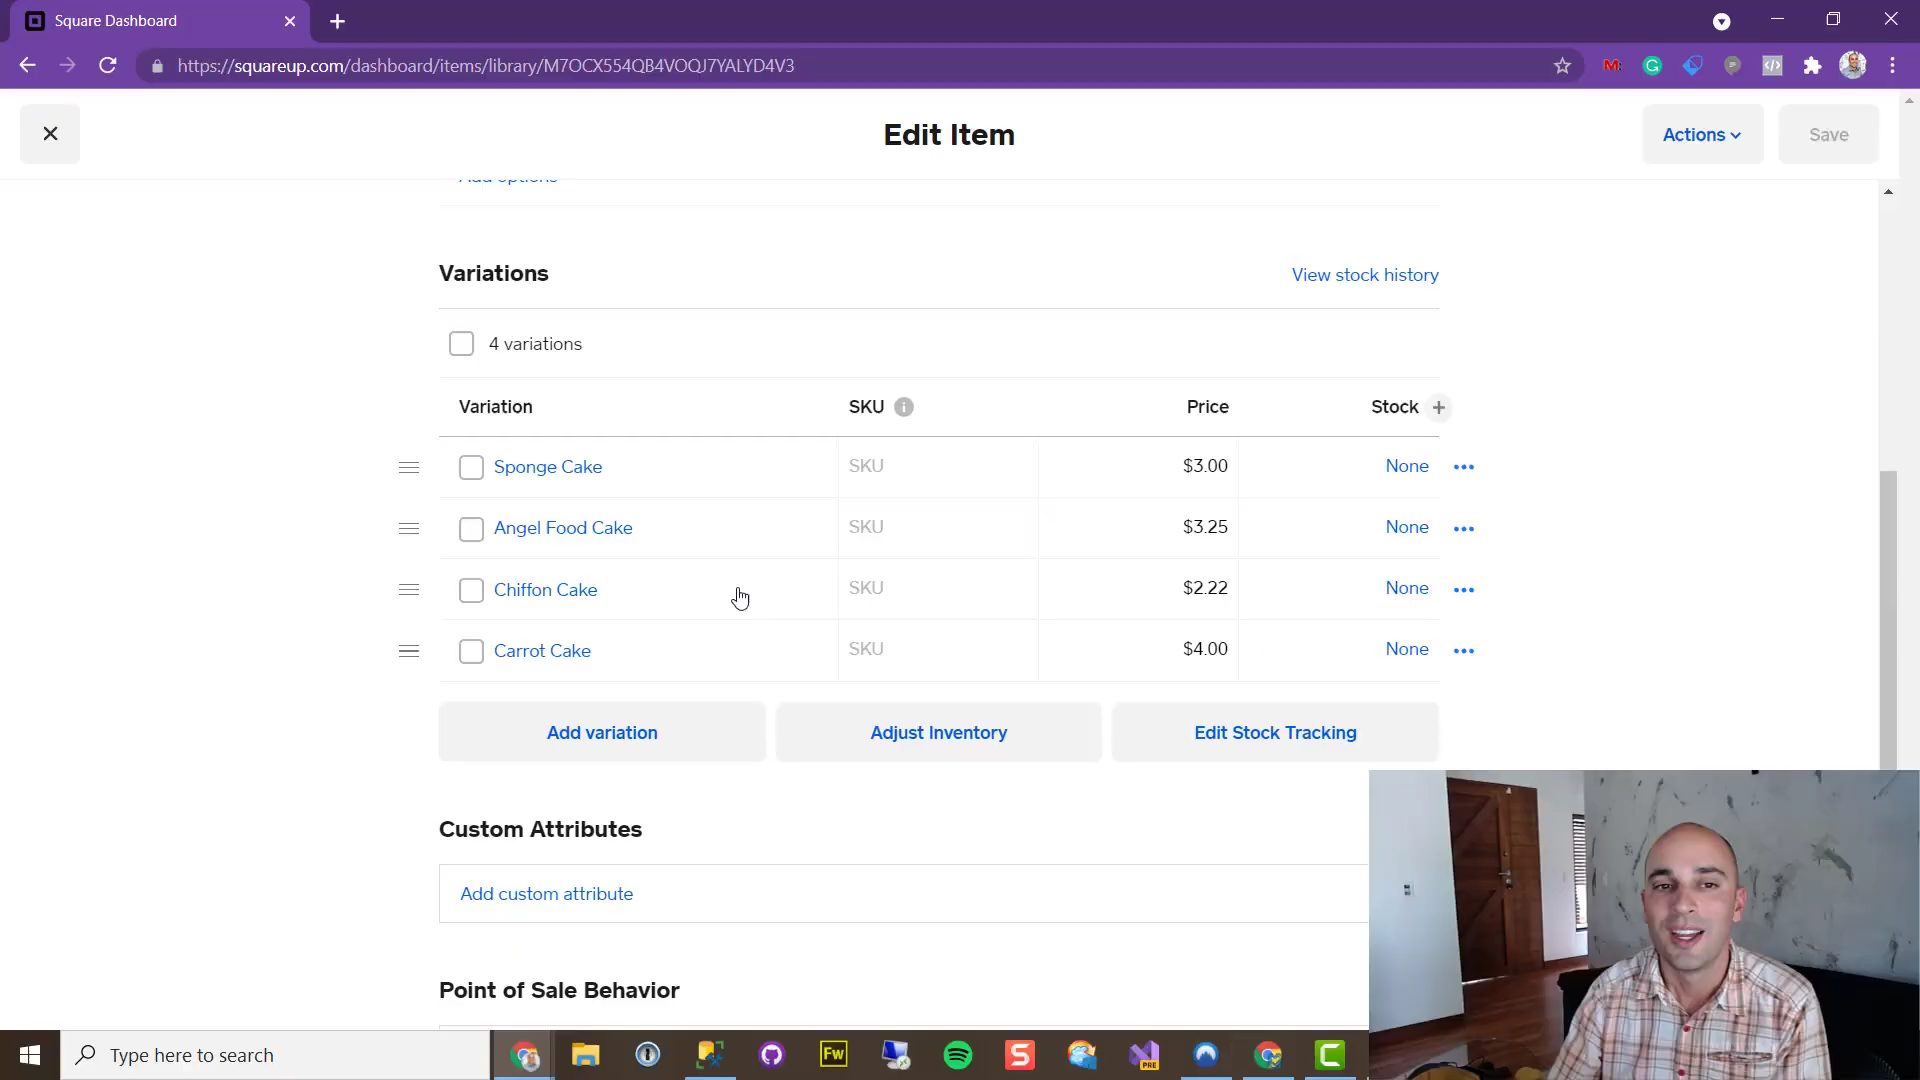 Square Dashboard
https://squareup.com/dashboard/items/library/M7OCX554QB4VOQJ7YALYD4V3
Edit Item
Actions
Save
Add options
Variations
View stock history
4 variations
Variation SKU Price Stock
Sponge Cake SKU $3.00 None
Angel Food Cake SKU $3.25 None
Chiffon Cake SKU $2.22 None
Carrot Cake SKU $4.00 None
Add variation Adjust Inventory Edit Stock Tracking
Custom Attributes
Add custom attribute
Point of Sale Behavior
Type here to search
Fw
S
PRE
C